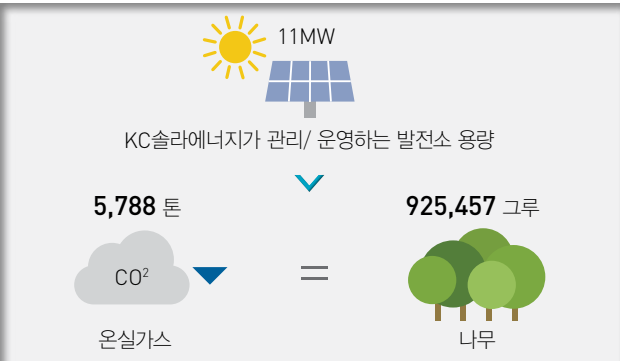 11MW
KC솔라에너지가 관리/ 운영하는 발전소 용량
5,788 톤
925,457 그루
CO²
=
온실가스
나무